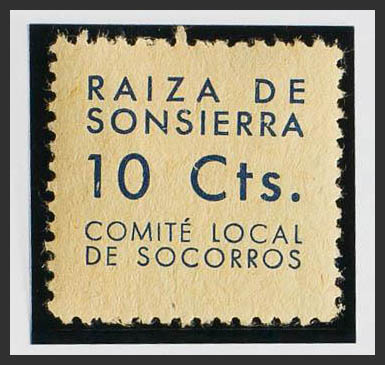 RAIZA DE
SONSIERRA
10 Cts.
COMITÉ LOCAL
DE SOCORROS